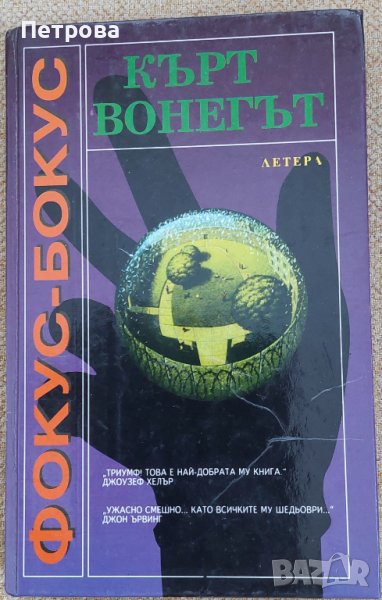 Петрова
ФОКУС-БОКУС
КЪРТ
ВОНЕГЪТ
ЛЕТЕРА
„ТРИУМФ! ТОВА Е НАЙ-ДОБРАТА МУ КНИГА.“
ДЖОУЗЕФ ХЕЛЪР
„УЖАСНО СМЕШНО... КАТО ВСИЧКИТЕ МУ ШЕДЬОВРИ...“
ДЖОН ЪРВИНГ
BAZAR